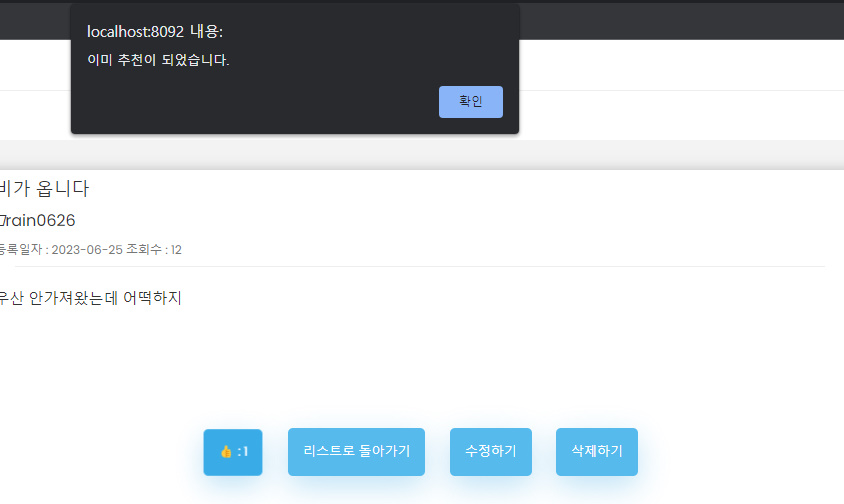 localhost:8092 내용:
이미 추천이 되었습니다.
확인
비가 옵니다
rain0626
등록일자 : 2023-06-25 조회수 : 12
우산 안가져왔는데 어떡하지
👍 : 1
리스트로 돌아가기
수정하기
삭제하기